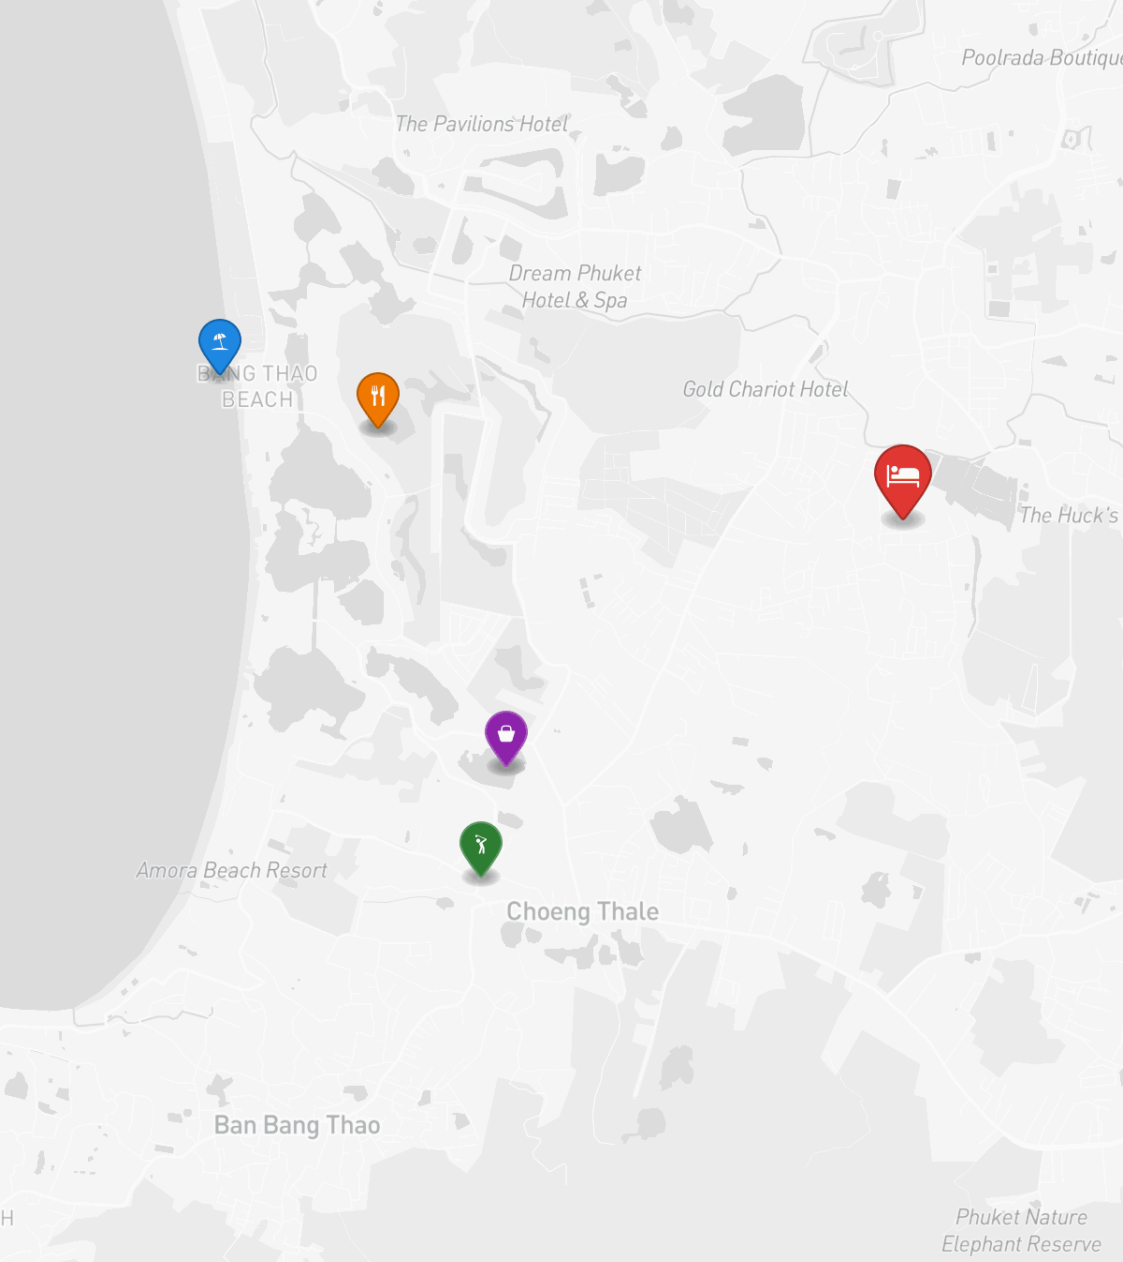 Poolrada Boutique
The Pavilions Hotel
Dream Phuket
Hotel & Spa
BANG THAO
BEACH
Gold Chariot Hotel
The Huck's
Amora Beach Resort
Choeng Thale
Ban Bang Thao
H
Phuket Nature
Elephant Reserve